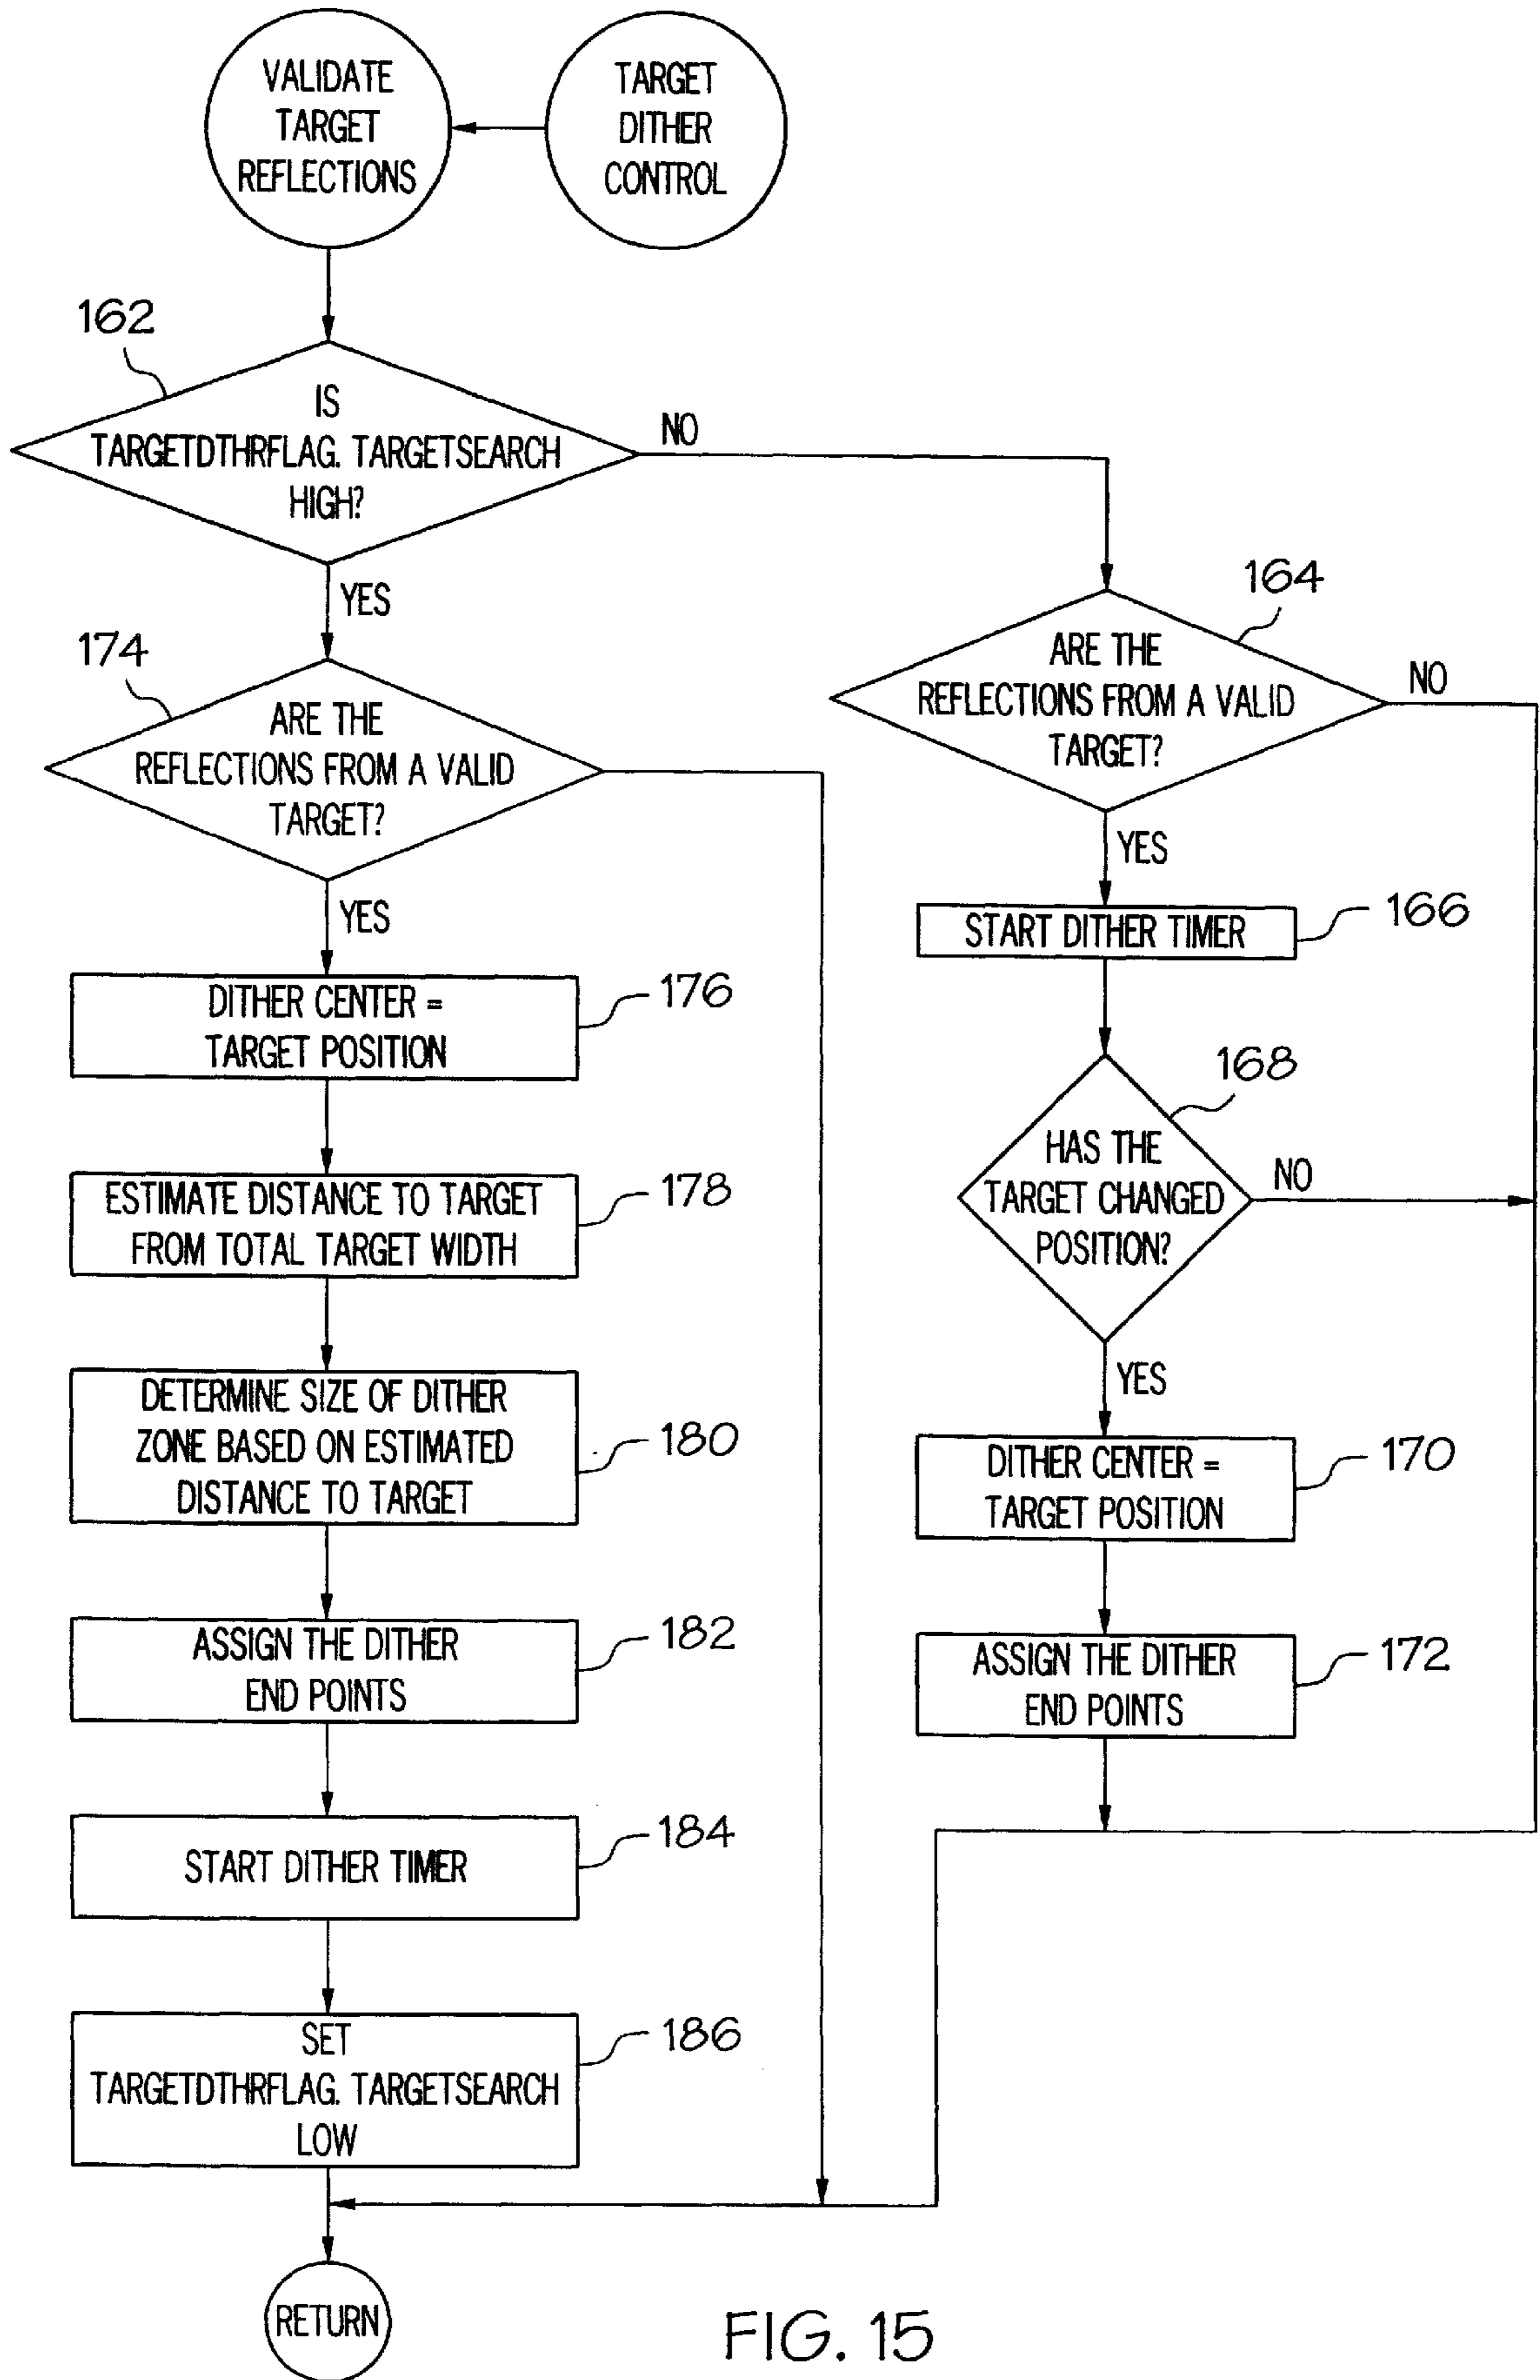 VALIDATE
TARGET
REFLECTIONS
TARGET
DITHER
CONTROL
162
IS
TARGETDTHRFLAG. TARGETSEARCH
HIGH?
NO
YES
174
ARE THE
REFLECTIONS FROM A VALID
TARGET?
YES
DITHER CENTER =
TARGET POSITION
176
ESTIMATE DISTANCE TO TARGET
FROM TOTAL TARGET WIDTH
178
DETERMINE SIZE OF DITHER
ZONE BASED ON ESTIMATED
DISTANCE TO TARGET
180
ASSIGN THE DITHER
END POINTS
182
START DITHER TIMER
184
SET
TARGETDTHRFLAG. TARGETSEARCH
LOW
186
RETURN
164
ARE THE
REFLECTIONS FROM A VALID
TARGET?
NO
YES
START DITHER TIMER
166
168
HAS THE
TARGET CHANGED
POSITION?
NO
YES
DITHER CENTER =
TARGET POSITION
170
ASSIGN THE DITHER
END POINTS
172
FIG. 15